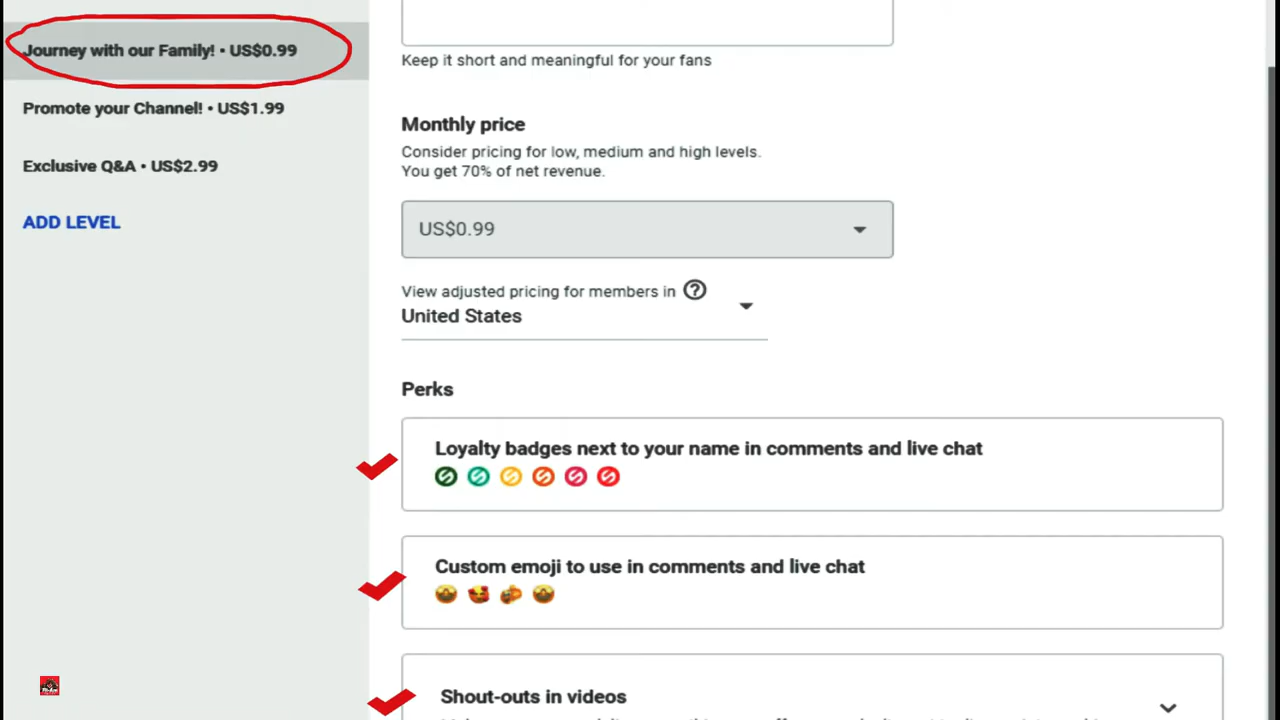 Journey with our Family! • US$0.99
Promote your Channel! • US$1.99
Exclusive Q&A • US$2.99
ADD LEVEL
Keep it short and meaningful for your fans
Monthly price
Consider pricing for low, medium and high levels.
You get 70% of net revenue.
US$0.99
View adjusted pricing for members in
United States
Perks
Loyalty badges next to your name in comments and live chat
Custom emoji to use in comments and live chat
Shout-outs in videos